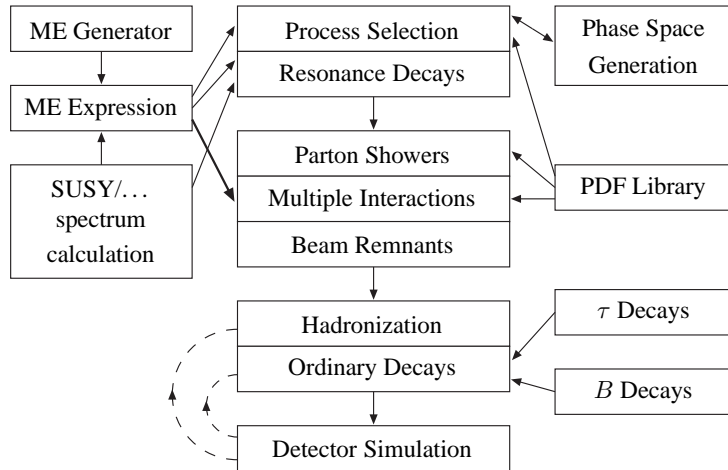 ME Generator
Process Selection
Phase Space
Generation
Resonance Decays
ME Expression
Parton Showers
SUSY/…
spectrum
calculation
Multiple Interactions
PDF Library
Beam Remnants
Hadronization
τ Decays
Ordinary Decays
B Decays
Detector Simulation